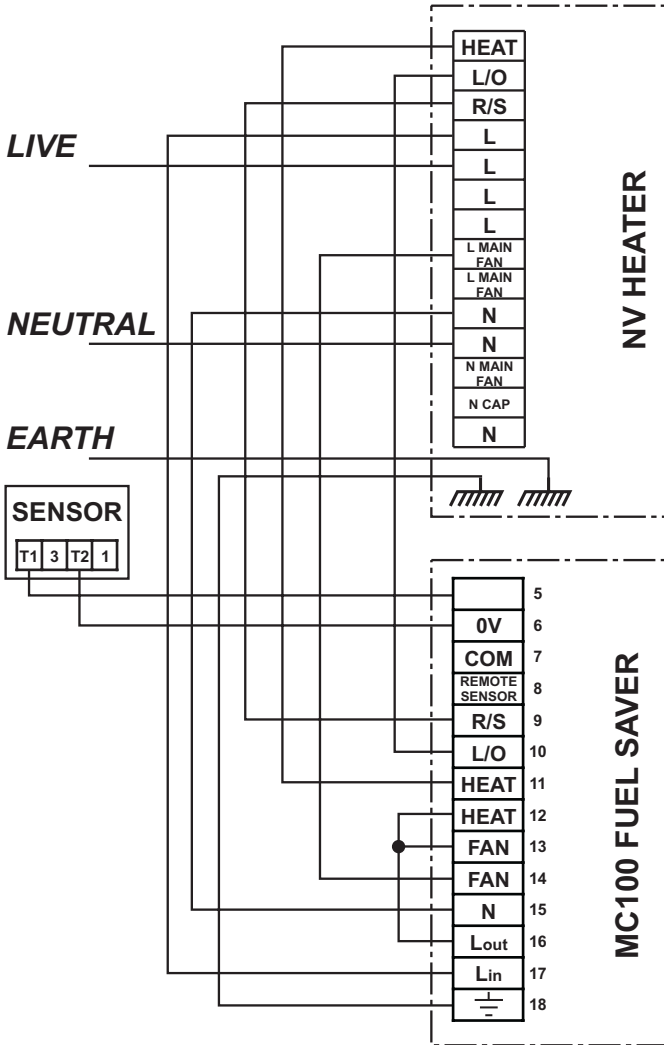 HEAT
L/O
R/S
L
L
L
L
L MAIN
FAN
L MAIN
FAN
N
N
N MAIN
FAN
N CAP
N
NV HEATER
LIVE
NEUTRAL
EARTH
SENSOR
T1 3 T2 1
5
0V 6
COM 7
REMOTE
SENSOR 8
R/S 9
L/O 10
HEAT 11
HEAT 12
FAN 13
FAN 14
N 15
Lout 16
Lin 17
18
MC100 FUEL SAVER